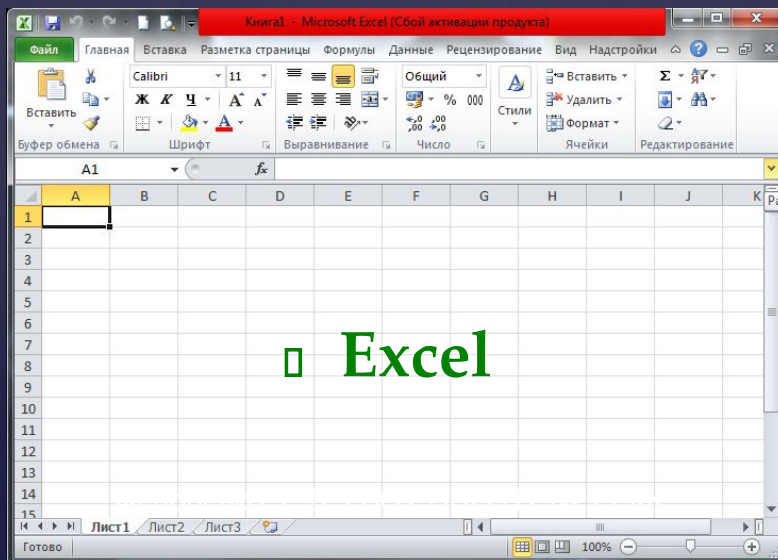 Книга1 - Microsoft Excel (Сбой активации продукта)
Файл Главная Вставка Разметка страницы Формулы Данные Рецензирование Вид Надстройки
Calibri 11 Общий Вставить Σ
Вставить Ж К Ч А А % 000 Стили Удалить
А Формат
Буфер обмена Шрифт Выравнивание Число Ячейки Редактирование
A1 fx
A B C D E F G H I J K
1
2
3
4
5
6
7
8
Excel
9
10
11
12
13
14
15
Лист1 Лист2 Лист3
Готово 100%